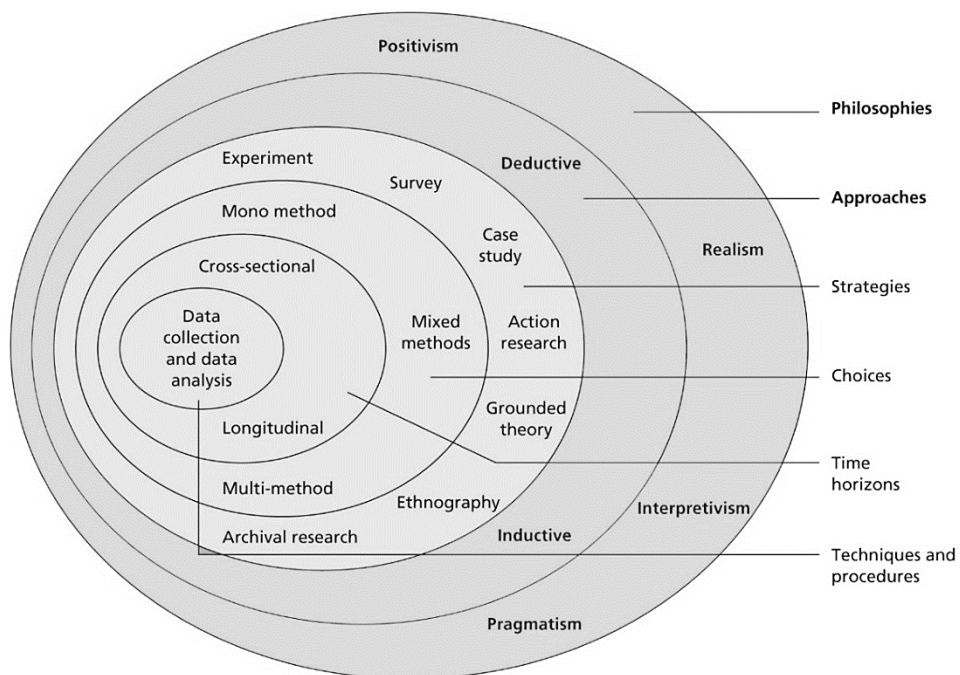 Positivism
Philosophies
Experiment
Deductive
Survey
Approaches
Mono method
Case
study
Realism
Cross-sectional
Strategies
Data
collection
and data
analysis
Mixed
methods
Action
research
Choices
Grounded
theory
Longitudinal
Time
horizons
Multi-method
Ethnography
Interpretivism
Archival research
Inductive
Techniques and
procedures
Pragmatism